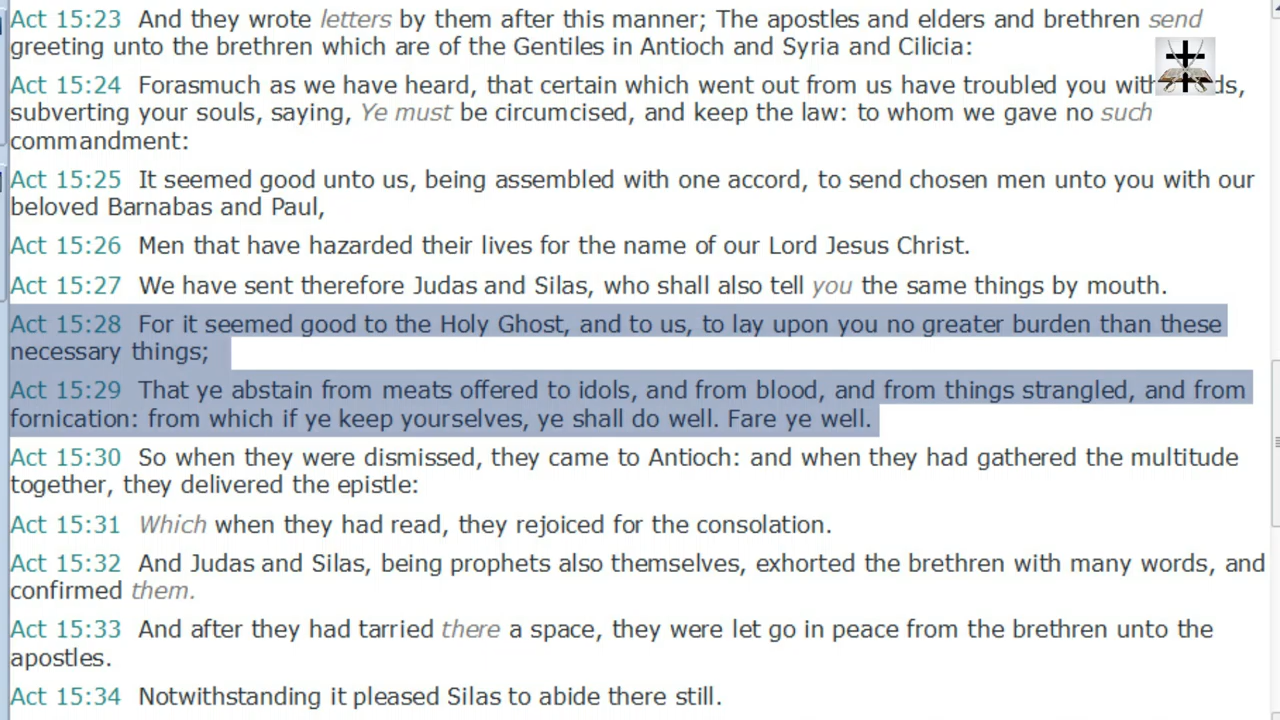 Act 15:23 And they wrote letters by them after this manner; The apostles and elders and brethren send
greeting unto the brethren which are of the Gentiles in Antioch and Syria and Cilicia:
Act 15:24 Forasmuch as we have heard, that certain which went out from us have troubled you
subverting your souls, saying, Ye must be circumcised, and keep the law: to whom we gave no such
commandment:
Act 15:25 It seemed good unto us, being assembled with one accord, to send chosen men unto you with our
beloved Barnabas and Paul,
Act 15:26 Men that have hazarded their lives for the name of our Lord Jesus Christ.
Act 15:27 We have sent therefore Judas and Silas, who shall also tell you the same things by mouth.
Act 15:28 For it seemed good to the Holy Ghost, and to us, to lay upon you no greater burden than these
necessary things;
Act 15:29 That ye abstain from meats offered to idols, and from blood, and from things strangled, and from
fornication: from which if ye keep yourselves, ye shall do well. Fare ye well.
Act 15:30 So when they were dismissed, they came to Antioch: and when they had gathered the multitude
together, they delivered the epistle:
Act 15:31 Which when they had read, they rejoiced for the consolation.
Act 15:32 And Judas and Silas, being prophets also themselves, exhorted the brethren with many words, and
confirmed them.
Act 15:33 And after they had tarried there a space, they were let go in peace from the brethren unto the
apostles.
Act 15:34 Notwithstanding it pleased Silas to abide there still.